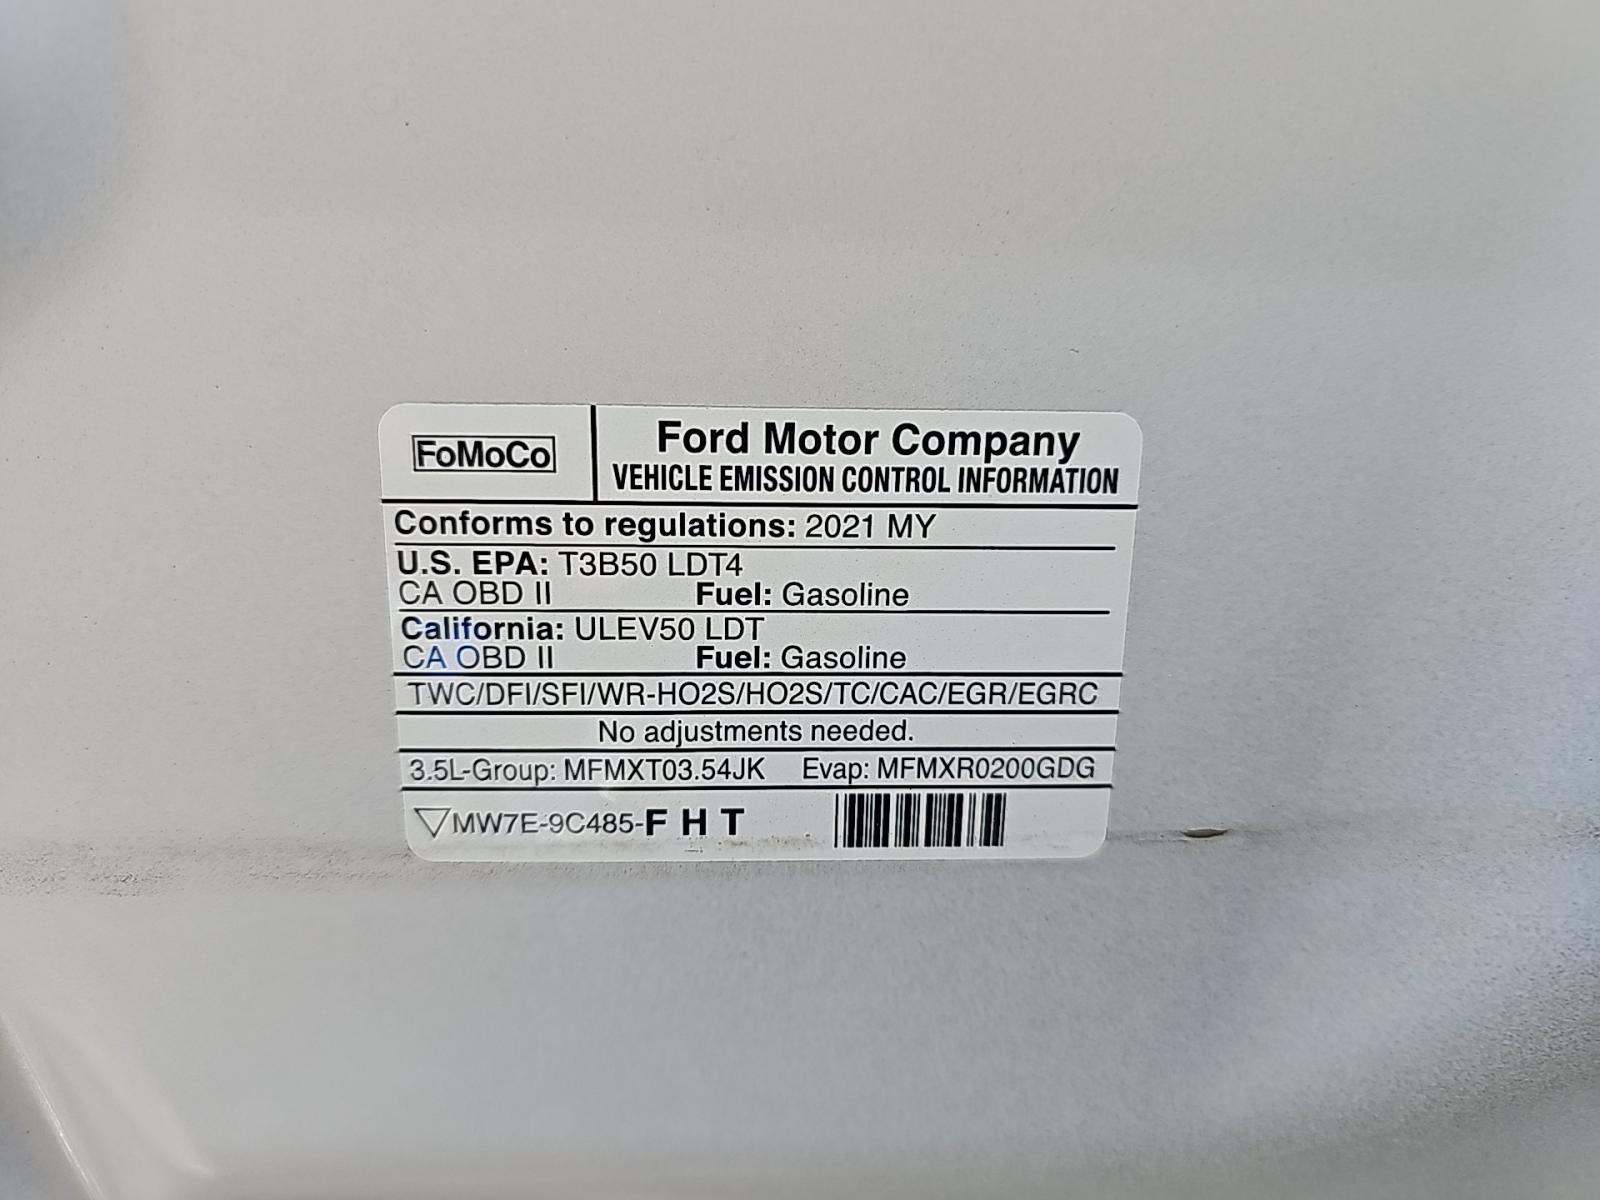 FoMoCo
Ford Motor Company
VEHICLE EMISSION CONTROL INFORMATION
Conforms to regulations: 2021 MY
U.S. EPA: T3B50 LDT4
CA OBD II Fuel: Gasoline
California: ULEV50 LDT
CA OBD II Fuel: Gasoline
TWC/DFI/SFI/WR-HO2S/HO2S/TC/CAC/EGR/EGRC
No adjustments needed.
3.5L-Group: MFMXT03.54JK Evap: MFMXR0200GDG
MW7E-9C485-F H T